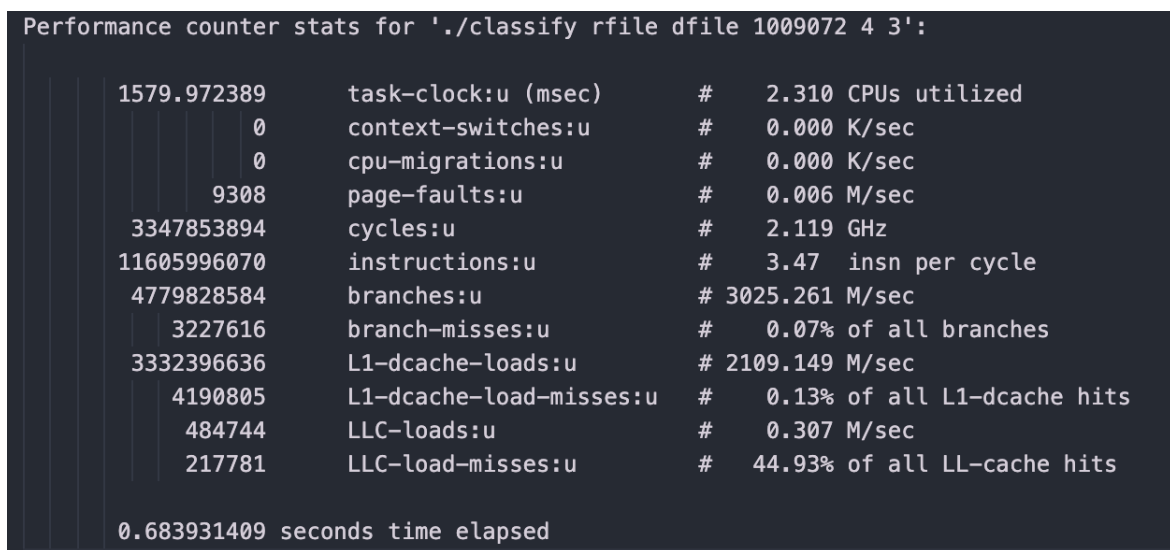 Performance counter stats for './classify rfile dfile 1009072 4 3':
1579.972389 task-clock:u (msec) # 2.310 CPUs utilized
0 context-switches:u # 0.000 K/sec
0 cpu-migrations:u # 0.000 K/sec
9308 page-faults:u # 0.006 M/sec
3347853894 cycles:u # 2.119 GHz
11605996070 instructions:u # 3.47 insn per cycle
4779828584 branches:u # 3025.261 M/sec
3227616 branch-misses:u # 0.07% of all branches
3332396636 L1-dcache-loads:u # 2109.149 M/sec
4190805 L1-dcache-load-misses:u # 0.13% of all L1-dcache hits
484744 LLC-loads:u # 0.307 M/sec
217781 LLC-load-misses:u # 44.93% of all LL-cache hits
0.683931409 seconds time elapsed